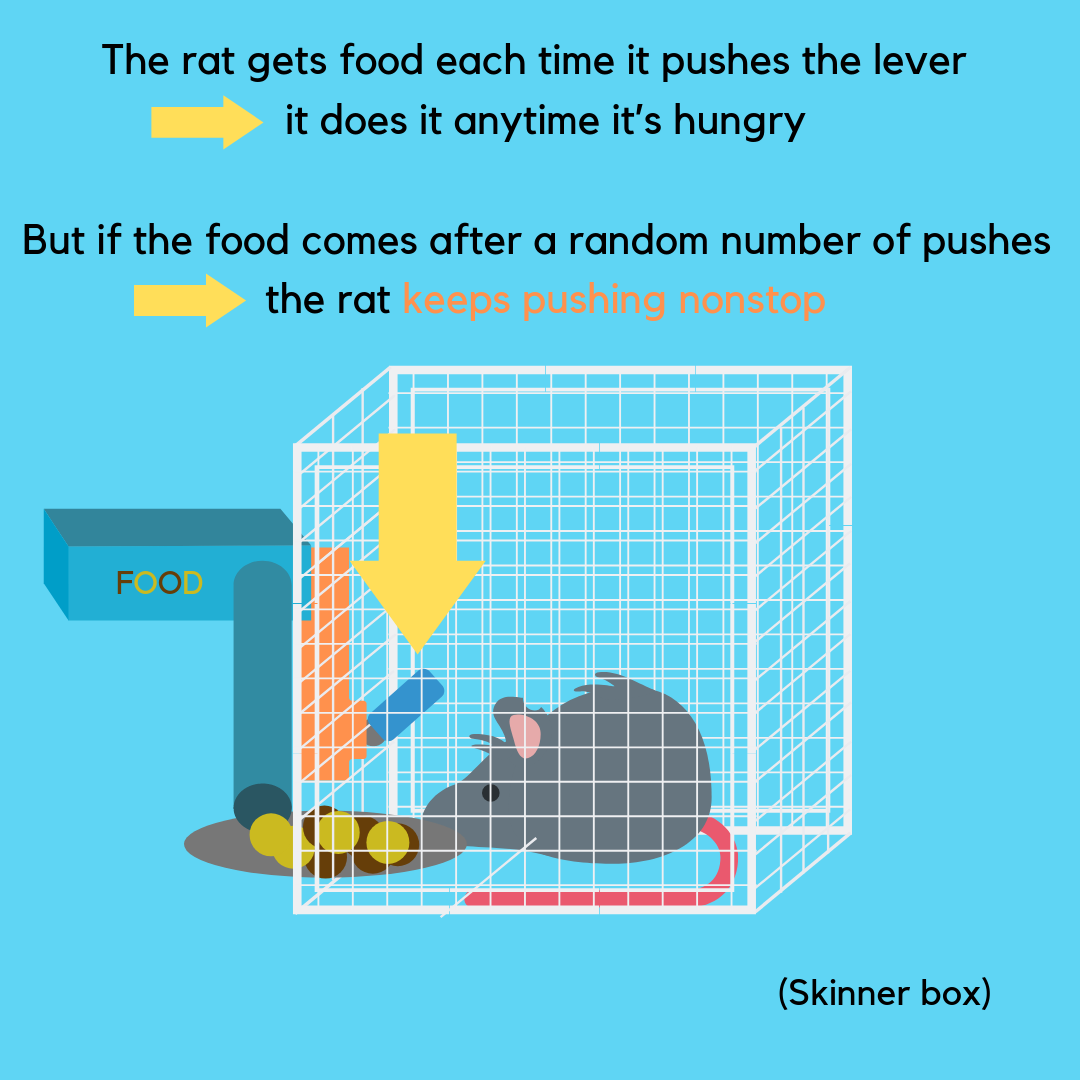 The rat gets food each time it pushes the lever
it does it anytime it's hungry
But if the food comes after a random number of pushes
the rat keeps pushing nonstop
FOOD
(Skinner box)